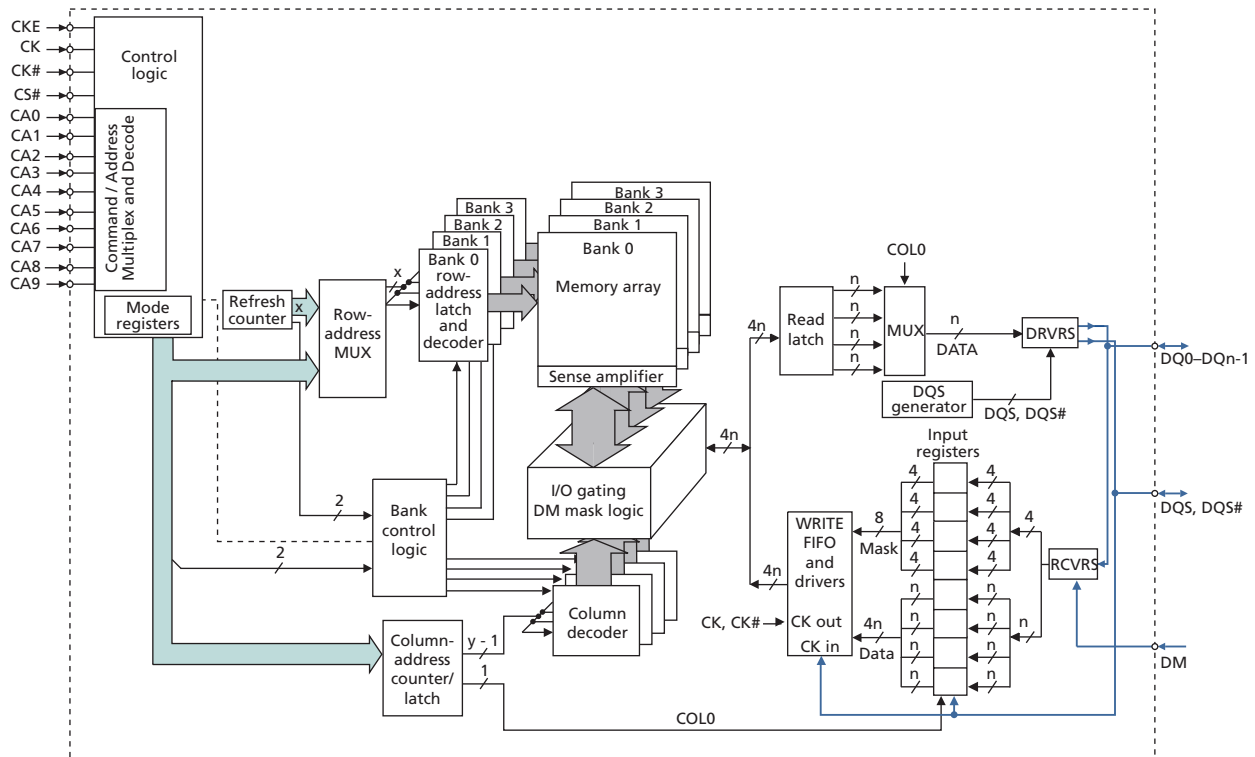 CKE
CK
CK#
CS#
CA0
CA1
CA2
CA3
CA4
CA5
CA6
CA7
CA8
CA9
Control
logic
Command / Address
Multiplex and Decode
Mode
registers
Refresh
counter
x
Row-
address
MUX
x
Bank 3
Bank 2
Bank 1
Bank 0
row-
address
latch
and
decoder
Bank 3
Bank 2
Bank 1
Bank 0
Memory array
Sense amplifier
I/O gating
DM mask logic
Bank
control
logic
2
2
Column
decoder
Column-
address
counter/
latch
y - 1
1
COL0
4n
4n
4n
Read
latch
n
n
n
n
COL0
MUX
n
DATA
DRVRS
DQS
generator
DQS, DQS#
DQ0–DQn-1
DQS, DQS#
DM
Input
registers
4
4
4
4
n
n
n
n
4
4
4
4
n
n
n
n
4
n
RCVRS
8
Mask
4n
Data
WRITE
FIFO
and
drivers
CK out
CK in
CK, CK#